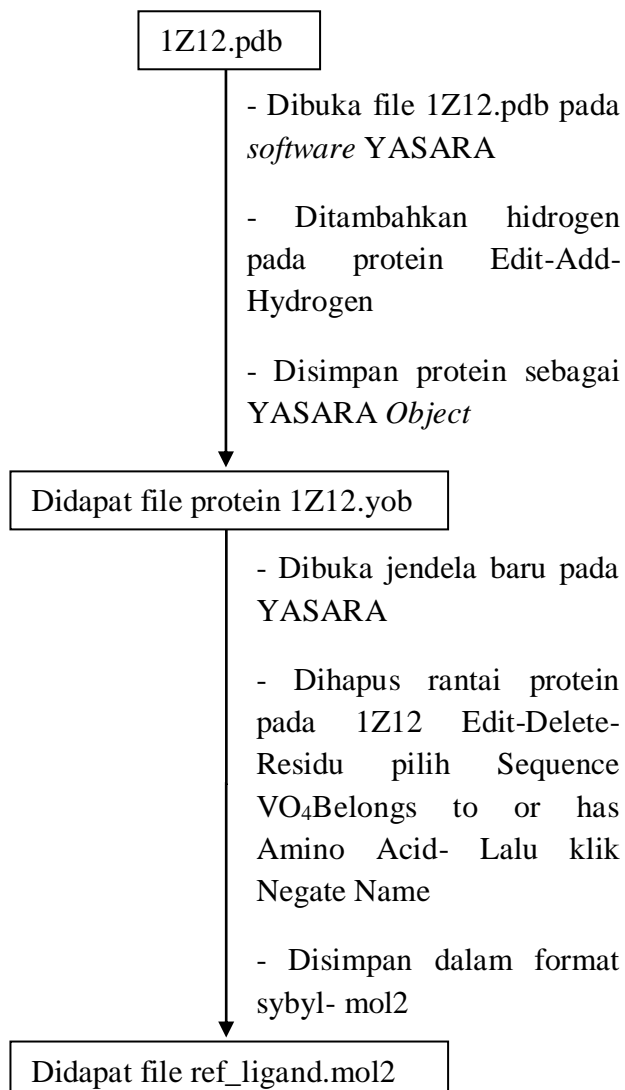 1Z12.pdb
- Dibuka file 1Z12.pdb pada
software YASARA
- Ditambahkan hidrogen
pada protein Edit-Add-
Hydrogen
- Disimpan protein sebagai
YASARA Object
Didapat file protein 1Z12.yob
- Dibuka jendela baru pada
YASARA
- Dihapus rantai protein
pada 1Z12 Edit-Delete-
Residu pilih Sequence
VO₄Belongs to or has
Amino Acid- Lalu klik
Negate Name
- Disimpan dalam format
sybyl- mol2
Didapat file ref_ligand.mol2